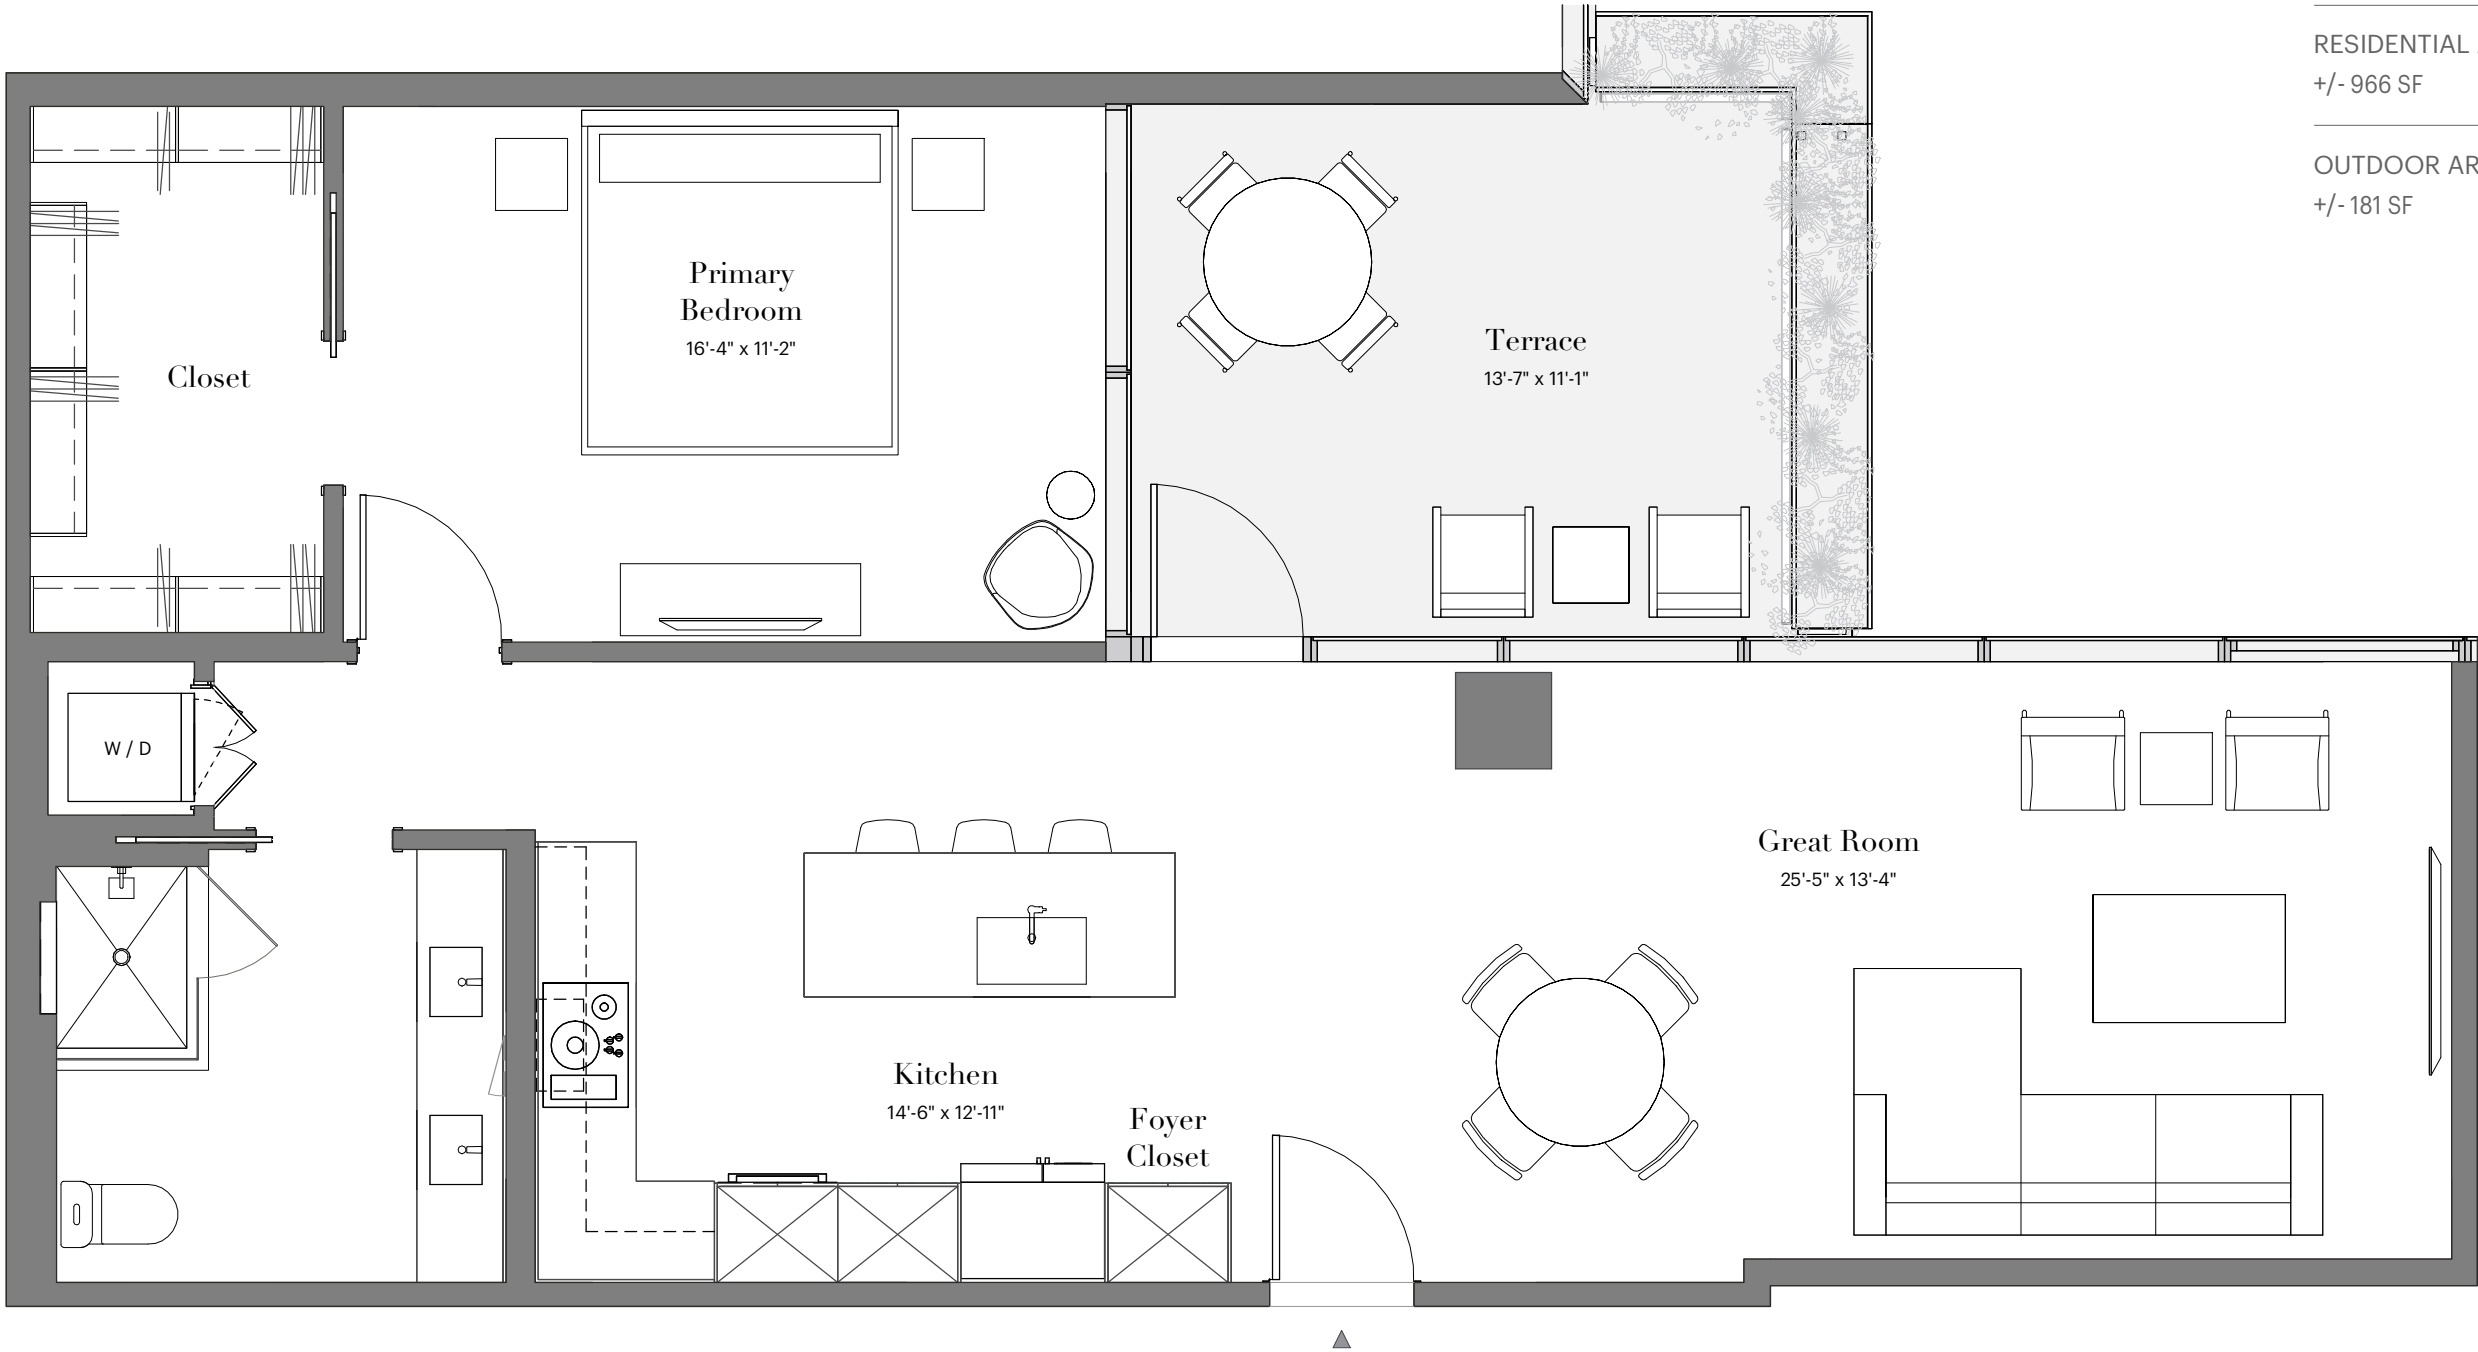 RESIDENTIAL
+/- 966 SF
OUTDOOR AR
+/- 181 SF
Primary
Bedroom
16'-4" x 11'-2"
Terrace
13'-7" x 11'-1"
Closet
W / D
Great Room
25'-5" x 13'-4"
Kitchen
14'-6" x 12'-11"
Foyer
Closet